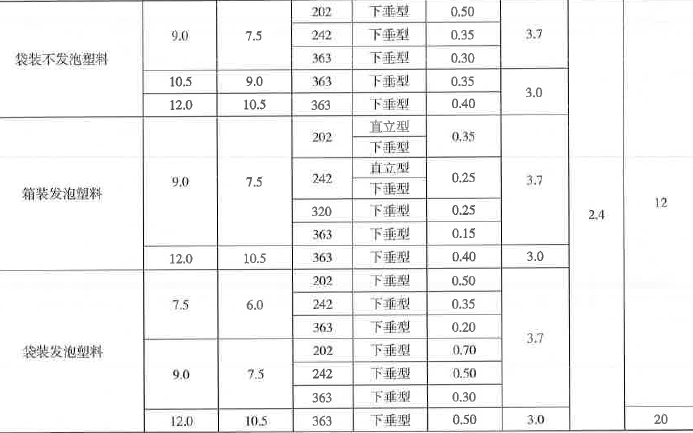 202 下垂型 0.50
9.0 7.5 242 下垂型 0.35 3.7
袋装不发泡塑料 363 下垂型 0.30
10.5 9.0 363 下垂型 0.35 3.0
12.0 10.5 363 下垂型 0.40
202 直立型 0.35
下垂型
箱装发泡塑料 9.0 7.5 242 直立型 0.25 3.7 2.4 12
下垂型
320 下垂型 0.25
363 下垂型 0.15
12.0 10.5 363 下垂型 0.40 3.0
202 下垂型 0.50
7.5 6.0 242 下垂型 0.35 3.7
363 下垂型 0.20
袋装发泡塑料 202 下垂型 0.70
9.0 7.5 242 下垂型 0.50
363 下垂型 0.30
12.0 10.5 363 下垂型 0.50 3.0 20